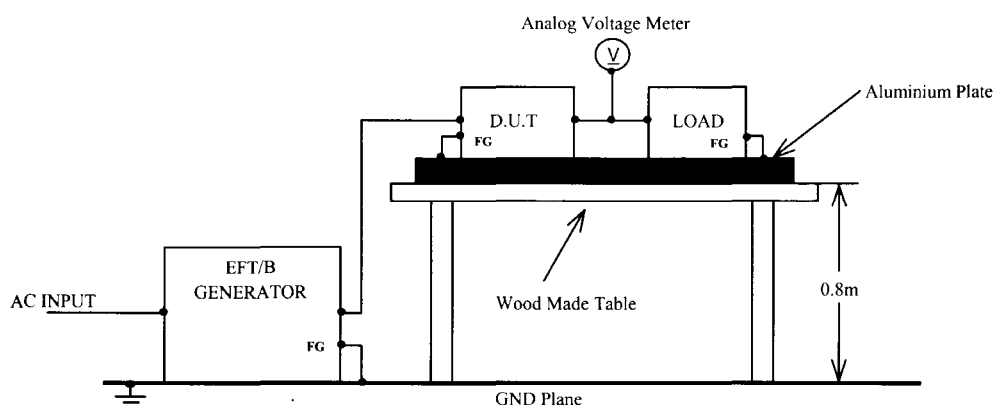 Analog Voltage Meter
V
Aluminium Plate
D.U.T
LOAD
FG
FG
EFT/B
GENERATOR
AC INPUT
Wood Made Table
0.8m
FG
GND Plane